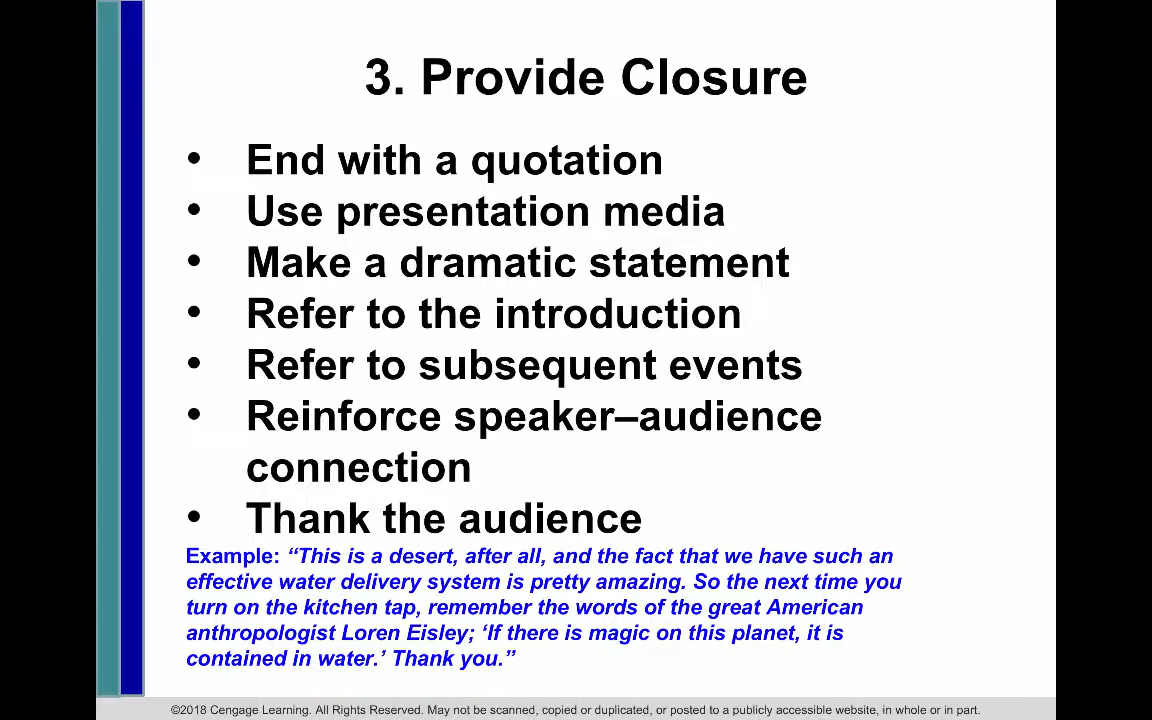 3. Provide Closure
• End with a quotation
• Use presentation media
• Make a dramatic statement
• Refer to the introduction
• Refer to subsequent events
• Reinforce speaker–audience
connection
• Thank the audience
Example: “This is a desert, after all, and the fact that we have such an
effective water delivery system is pretty amazing. So the next time you
turn on the kitchen tap, remember the words of the great American
anthropologist Loren Eisley; ‘If there is magic on this planet, it is
contained in water.’ Thank you.”
©2018 Cengage Learning. All Rights Reserved. May not be scanned, copied or duplicated, or posted to a publicly accessible website, in whole or in part.